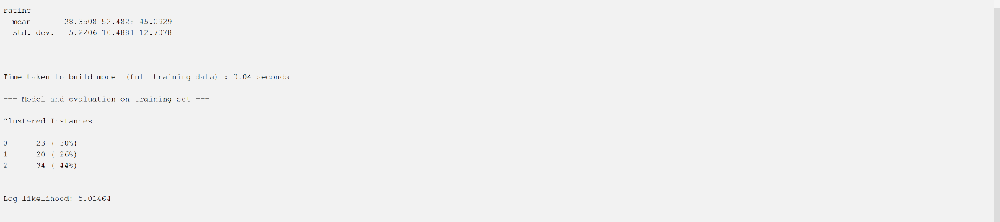 rating
mean 28.3508 52.4828 45.0929
std. dev. 5.2206 10.4881 12.7078
Time taken to build model (full training data) : 0.04 seconds
=== Model and evaluation on training set ===
Clustered Instances
0 23 ( 30%)
1 20 ( 26%)
2 34 ( 44%)
Log likelihood: 5.01464